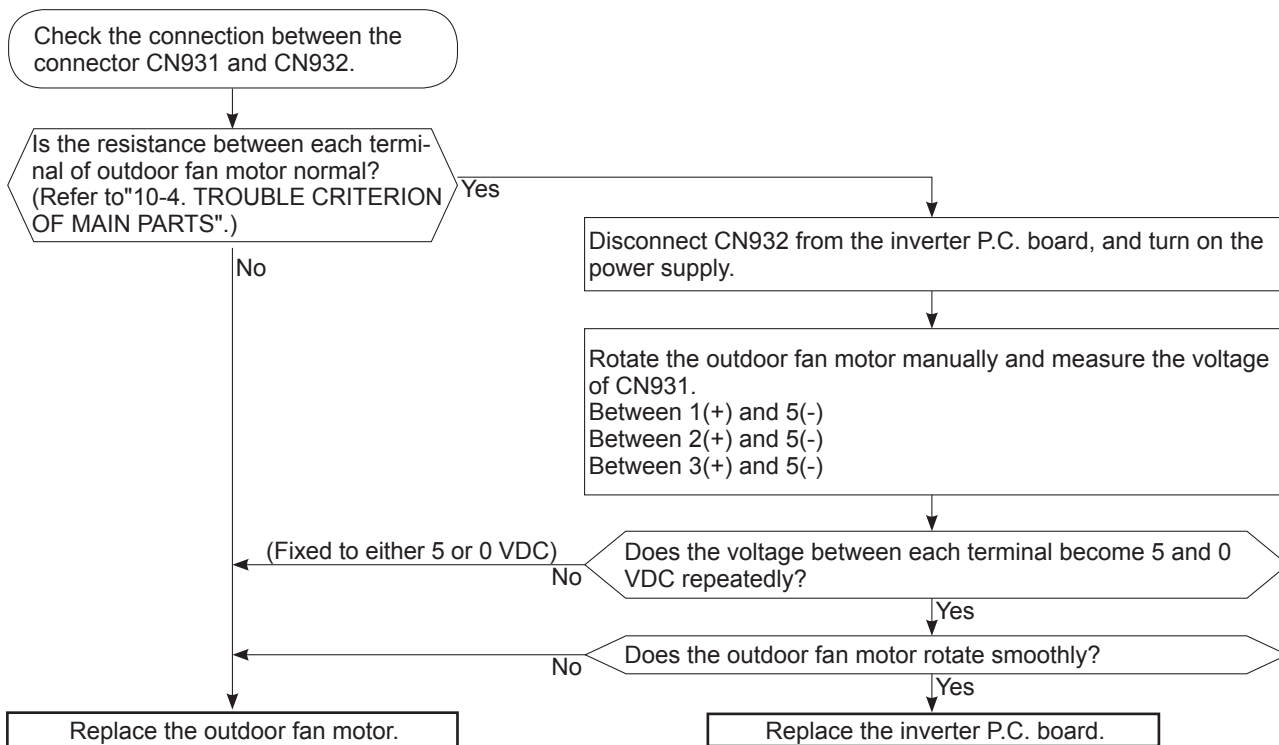 Check the connection between the
connector CN931 and CN932.
Is the resistance between each termi-
nal of outdoor fan motor normal?
(Refer to"10-4. TROUBLE CRITERION
OF MAIN PARTS".)
Yes
No
Disconnect CN932 from the inverter P.C. board, and turn on the
power supply.
Rotate the outdoor fan motor manually and measure the voltage
of CN931.
Between 1(+) and 5(-)
Between 2(+) and 5(-)
Between 3(+) and 5(-)
(Fixed to either 5 or 0 VDC)
No
Does the voltage between each terminal become 5 and 0
VDC repeatedly?
Yes
No
Does the outdoor fan motor rotate smoothly?
Yes
Replace the outdoor fan motor.
Replace the inverter P.C. board.